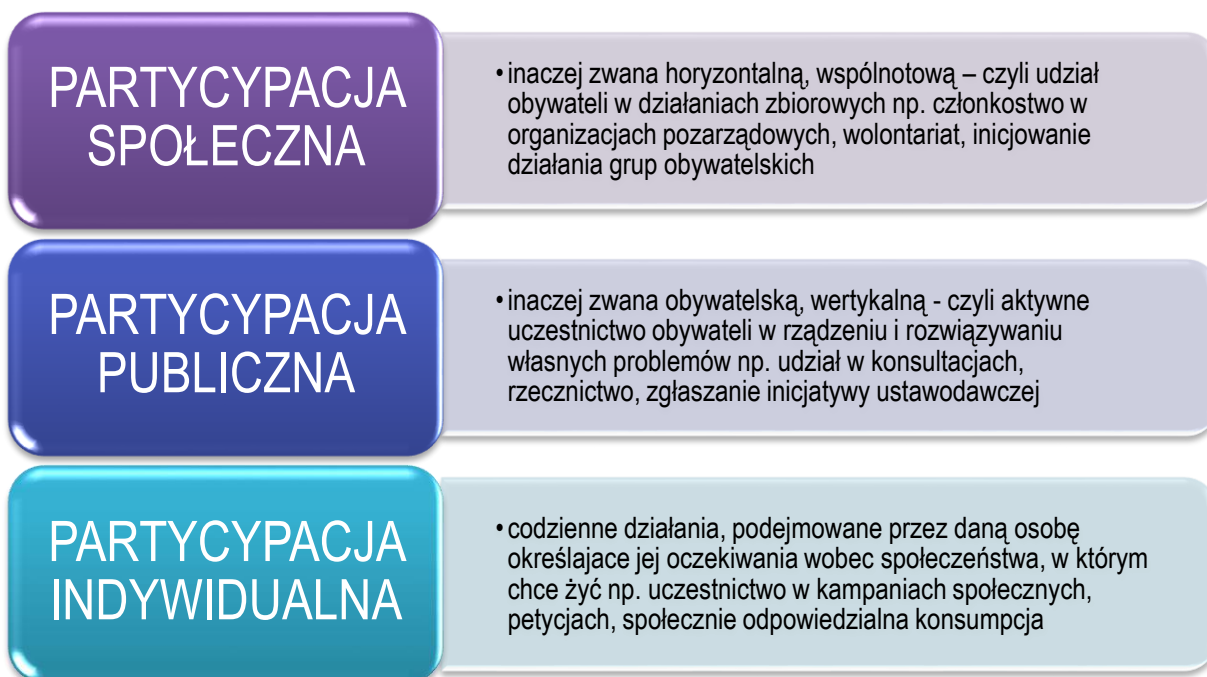 PARTYCYPACJA
SPOŁECZNA
•inaczej zwana horyzontalną, wspólnotową – czyli udział
obywateli w działaniach zbiorowych np. członkostwo w
organizacjach pozarządowych, wolontariat, inicjowanie
działania grup obywatelskich
PARTYCYPACJA
PUBLICZNA
•inaczej zwana obywatelską, wertykalną - czyli aktywne
uczestnictwo obywateli w rządzeniu i rozwiązywaniu
własnych problemów np. udział w konsultacjach,
rzecznictwo, zgłaszanie inicjatywy ustawodawczej
PARTYCYPACJA
INDYWIDUALNA
•codzienne działania, podejmowane przez daną osobę
określajace jej oczekiwania wobec społeczeństwa, w którym
chce żyć np. uczestnictwo w kampaniach społecznych,
petycjach, społecznie odpowiedzialna konsumpcja